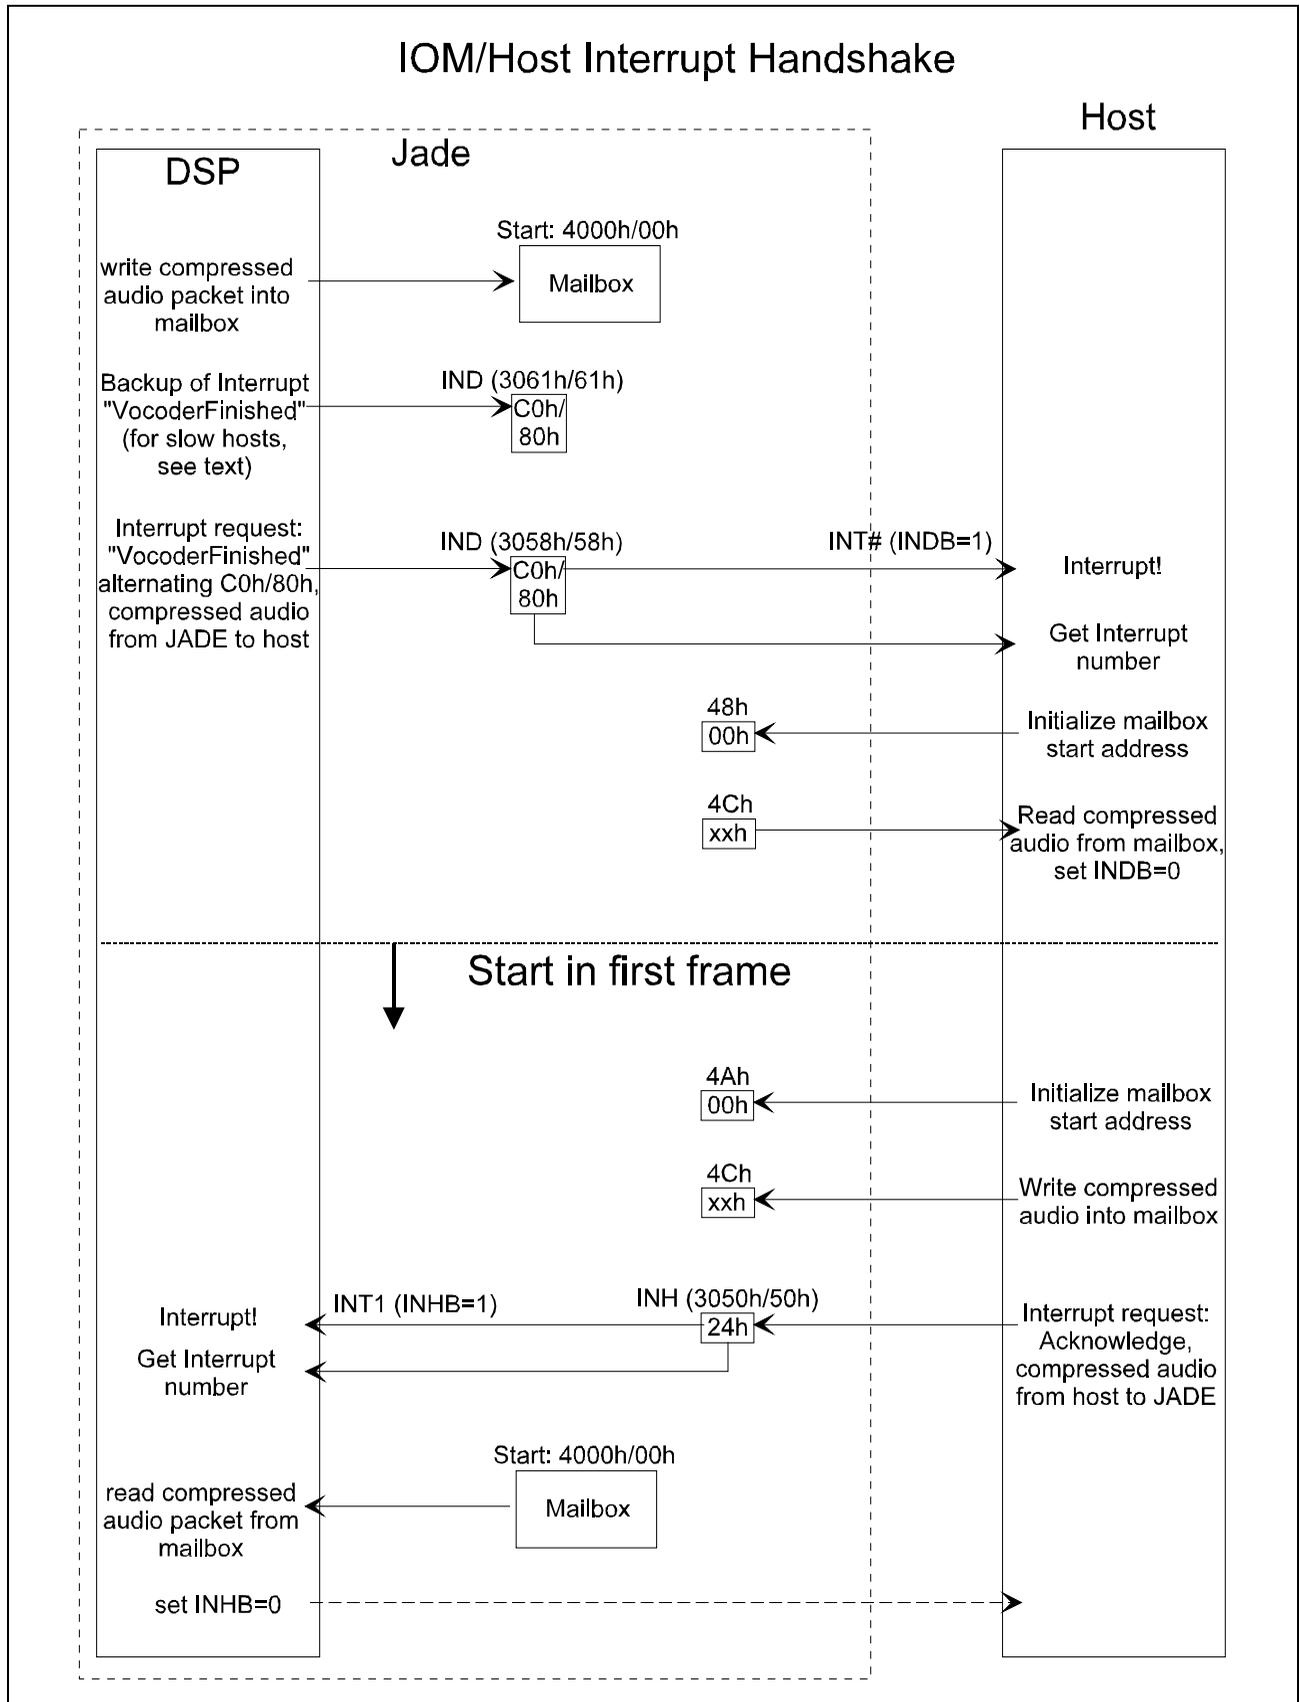 IOM/Host Interrupt Handshake
Host
Jade
DSP
Start: 4000h/00h
write compressed
audio packet into
mailbox
Mailbox
Backup of Interrupt
"VocoderFinished"
(for slow hosts,
see text)
IND (3061h/61h)
C0h/
80h
Interrupt request:
"VocoderFinished"
alternating C0h/80h,
compressed audio
from JADE to host
IND (3058h/58h)
C0h/
80h
INT# (INDB=1)
Interrupt!
Get Interrupt
number
48h
00h
Initialize mailbox
start address
4Ch
xxh
Read compressed
audio from mailbox,
set INDB=0
Start in first frame
4Ah
00h
Initialize mailbox
start address
4Ch
xxh
Write compressed
audio into mailbox
Interrupt!
INT1 (INHB=1)
INH (3050h/50h)
24h
Interrupt request:
Acknowledge,
compressed audio
from host to JADE
Get Interrupt
number
Start: 4000h/00h
read compressed
audio packet from
mailbox
Mailbox
set INHB=0